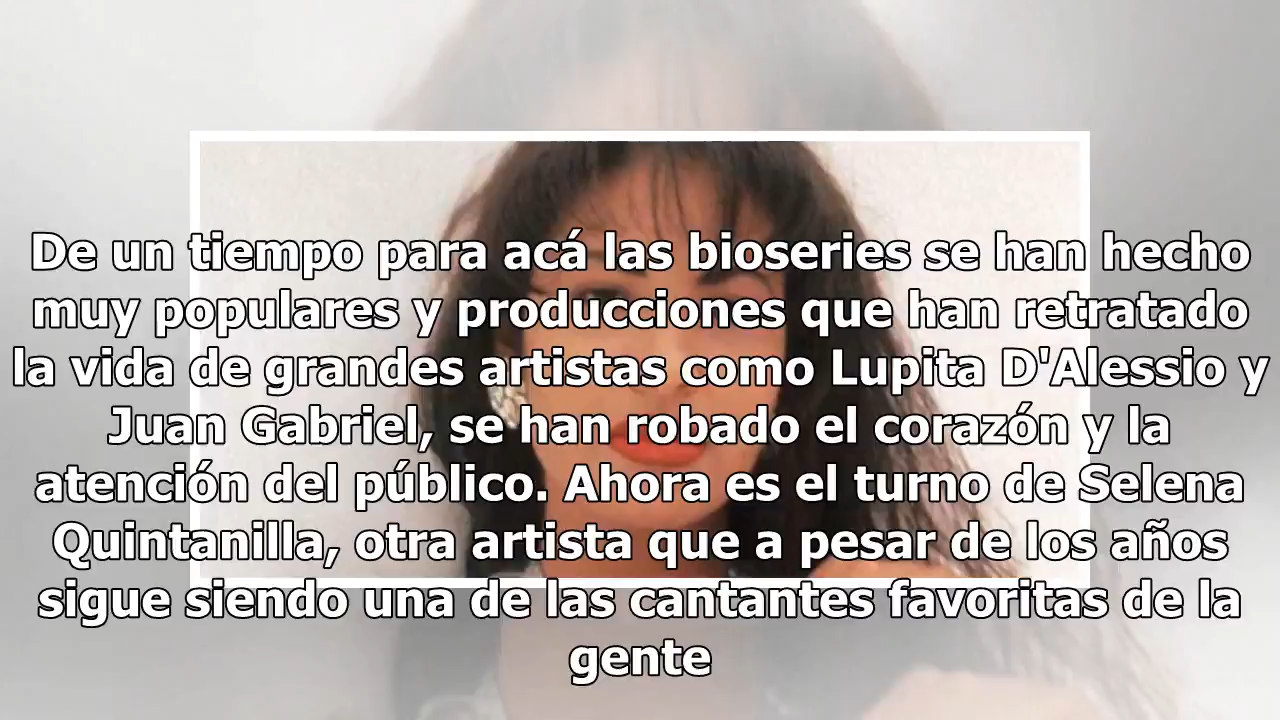 De un tiempo para acá las bioseries se han hecho
muy populares y producciones que han retratado
la vida de grandes artistas como Lupita D'Alessio y
Juan Gabriel, se han robado el corazón y la
atención del público. Ahora es el turno de Selena
Quintanilla, otra artista que a pesar de los años
sigue siendo una de las cantantes favoritas de la
gente